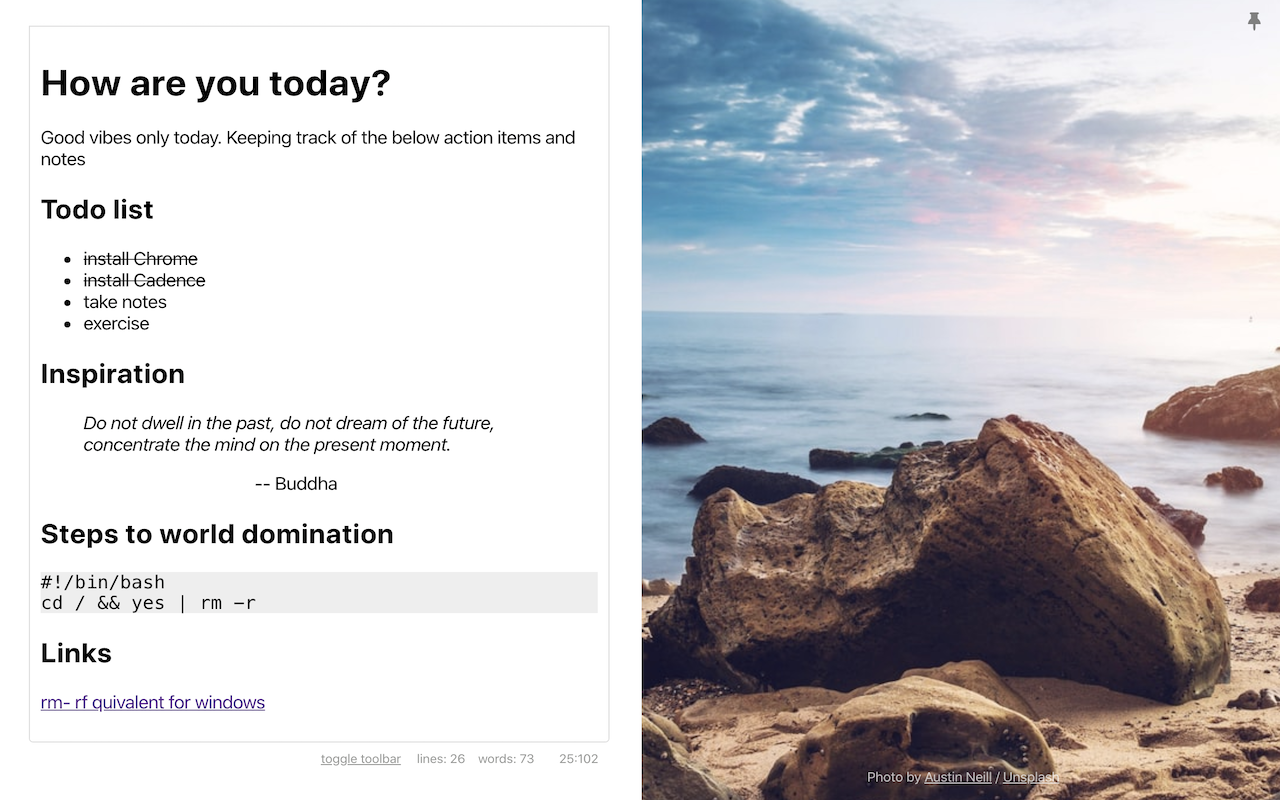 How are you today?
Good vibes only today. Keeping track of the below action items and
notes
Todo list
install Chrome
install Cadence
take notes
exercise
Inspiration
Do not dwell in the past, do not dream of the future,
concentrate the mind on the present moment.
-- Buddha
Steps to world domination
#!/bin/bash
cd / && yes | rm –r
Links
rm- rf quivalent for windows
toggle toolbar lines: 26 words: 73 25:102
Photo by Austin Neill / Unsplash